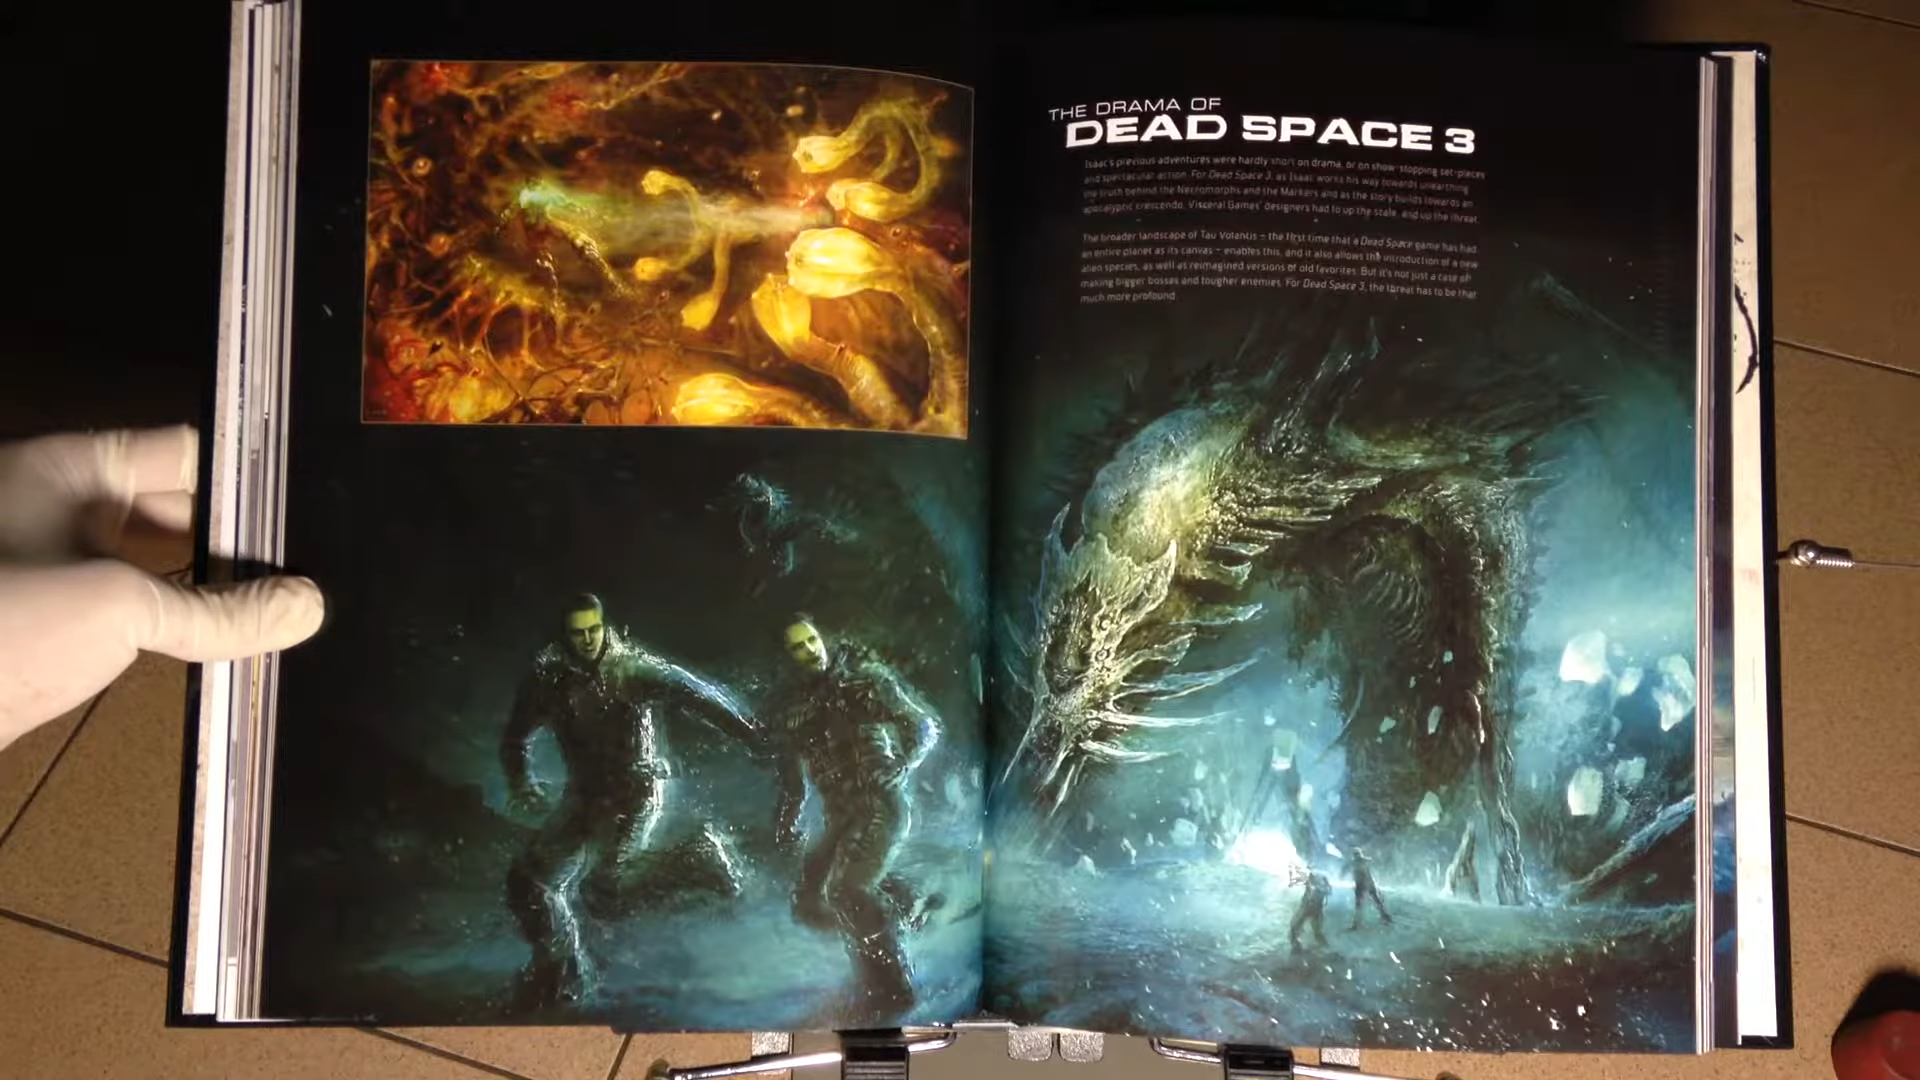 THE DRAMA OF
DEAD SPACE 3
Isaac's previous adventures were hardly short on drama, or on show-stopping set-pieces
and spectacular action. For Dead Space 3, as Isaac works his way towards unearthing
the truth behind the Necromorphs and the Markers and as the story builds towards an
apocalyptic crescendo, Visceral Games' designers had to up the scale, and up the threat.
The broader landscape of Tau Volantis – the first time that a Dead Space game has had
an entire planet as its canvas – enables this, and it also allows the introduction of a new
alien species, as well as reimagined versions of old favorites. But it's not just a case of
making bigger bosses and tougher enemies. For Dead Space 3, the threat has to be that
much more profound.